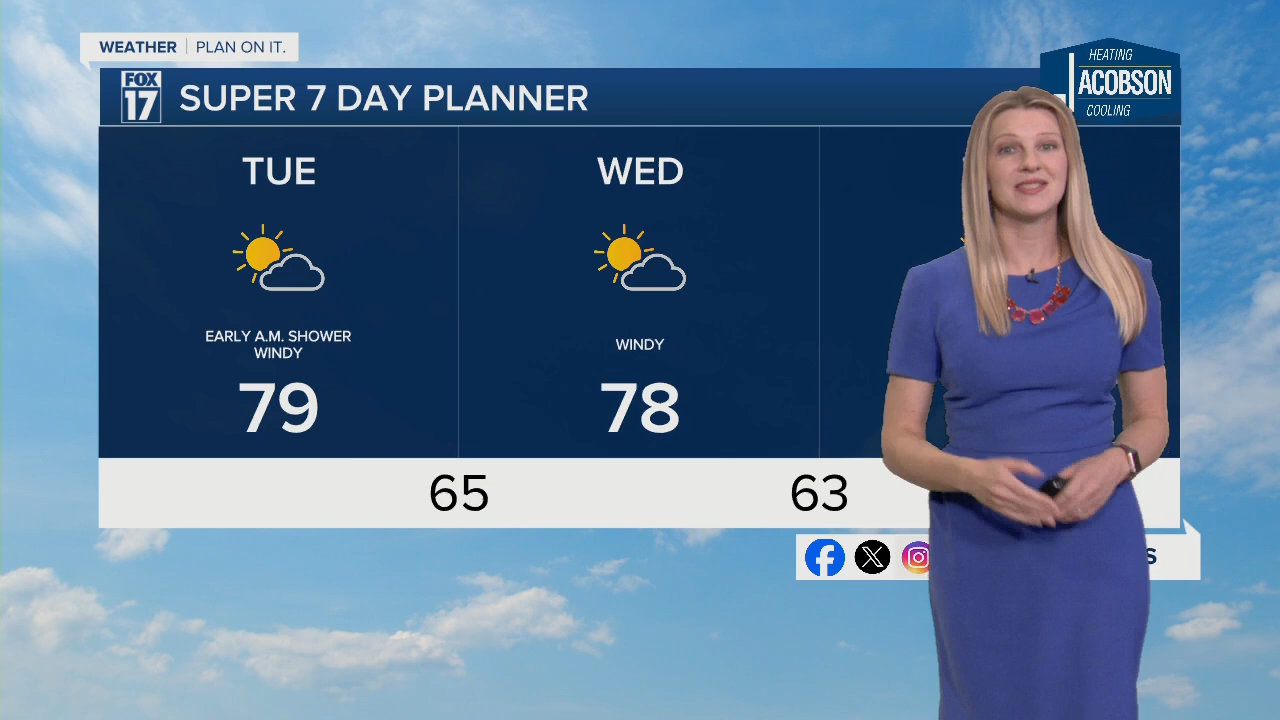 WEATHER | PLAN ON IT.
FOX
17
SUPER 7 DAY PLANNER
HEATING
JACOBSON
COOLING
TUE
WED
EARLY A.M. SHOWER
WINDY
WINDY
79
78
65
63
S